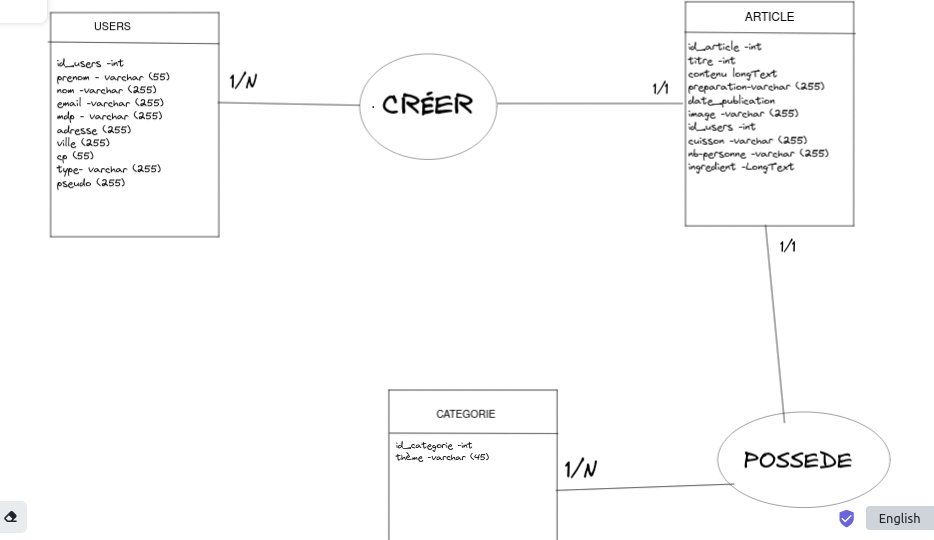 USERS
id_users -int
prenom - varchar (55)
nom -varchar (255)
email -varchar (255)
mdp - varchar (255)
adresse (255)
ville (255)
cp (55)
type- varchar (255)
pseudo (255)
1/N
CRÉER
1/1
ARTICLE
id_article -int
titre -int
contenu longText
preparation-varchar (255)
date_publication
image -varchar (255)
id_users -int
cuisson -varchar (255)
nb-personne -varchar (255)
ingredient -LongText
1/1
CATEGORIE
id_categorie -int
thème -varchar (45)
1/N
POSSEDE
English